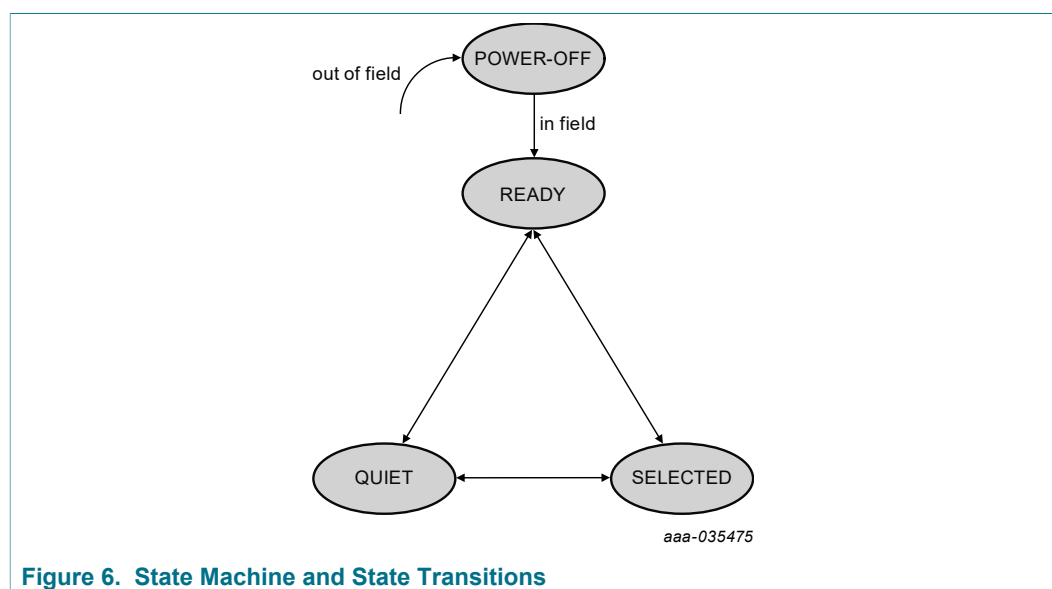 POWER-OFF
out of field
in field
READY
QUIET
SELECTED
aaa-035475
Figure 6. State Machine and State Transitions